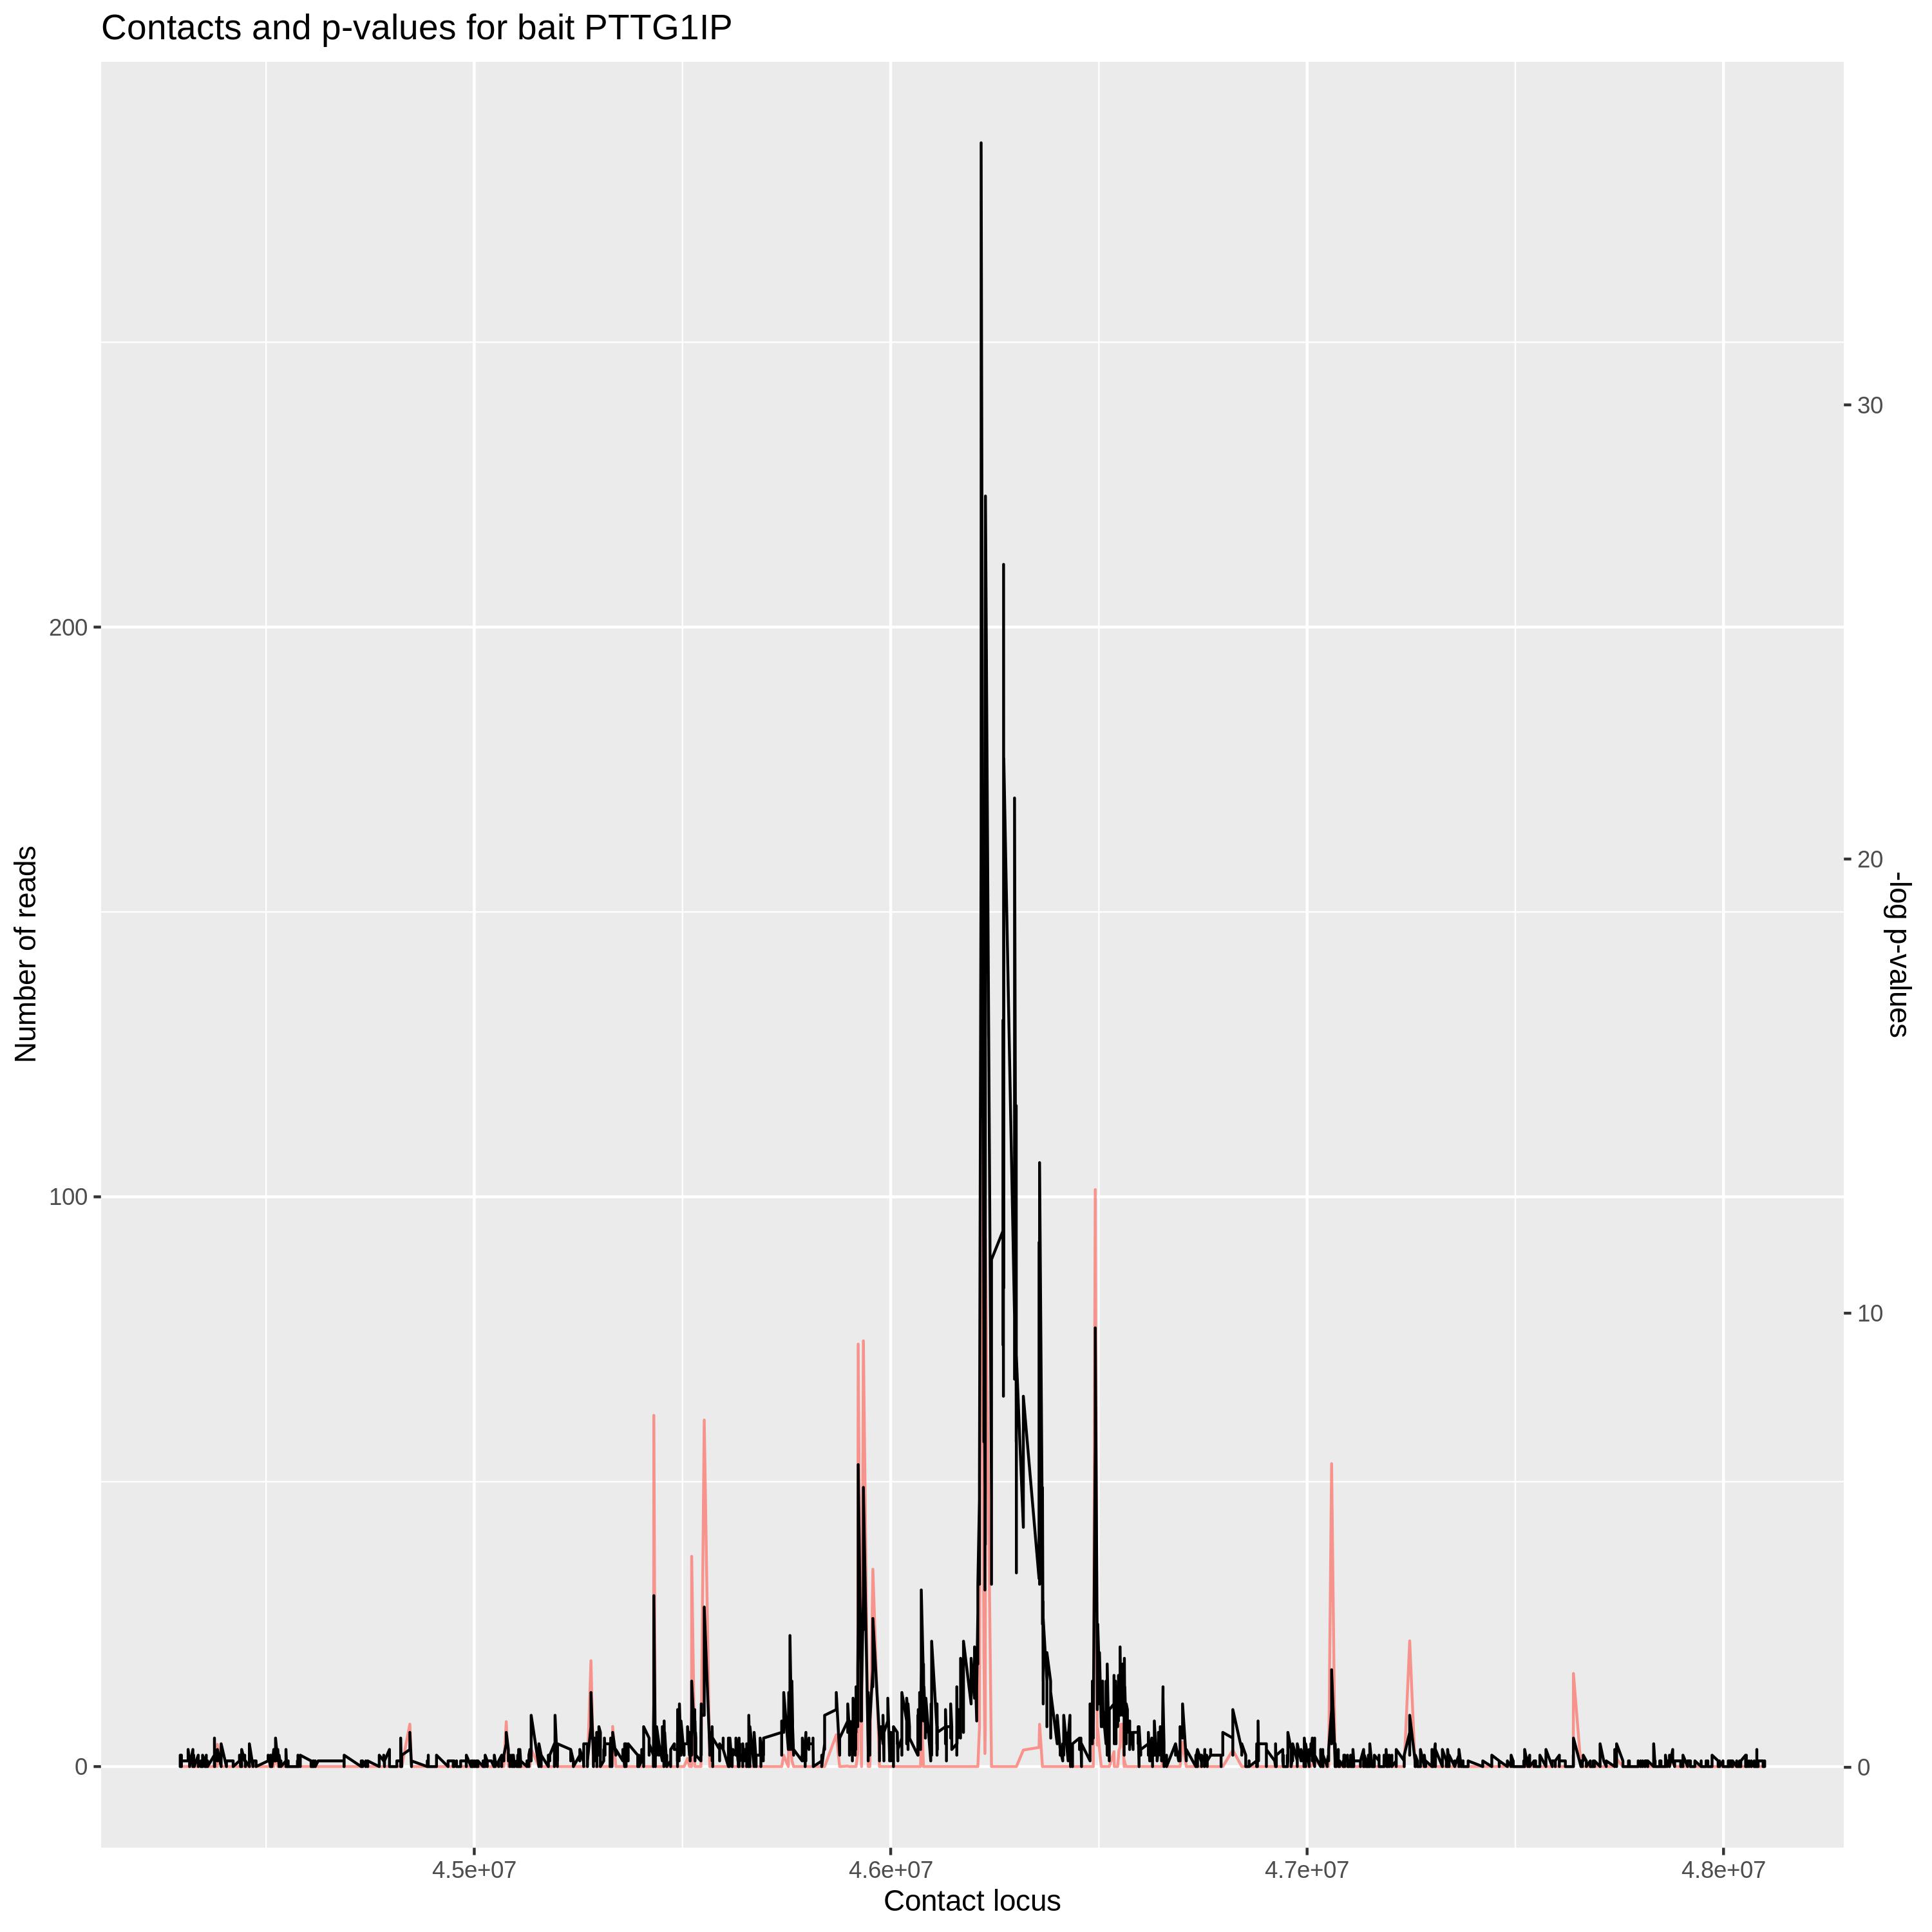 Contacts and p-values for bait PTTG1IP
Number of reads
200
100
0
30
20
10
0
-log p-values
4.5e+07
4.6e+07
4.7e+07
4.8e+07
Contact locus